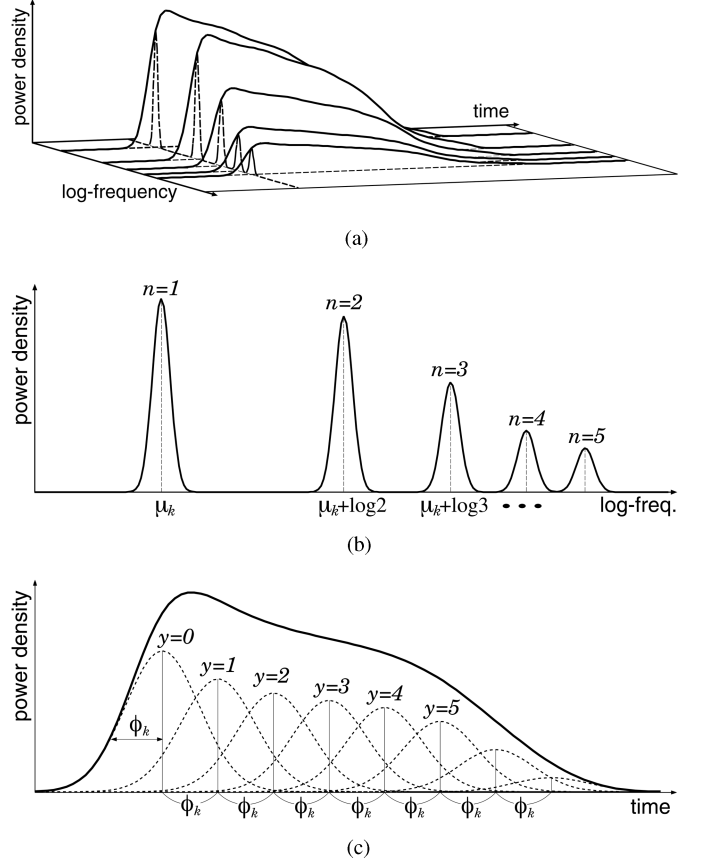 power density
time
log-frequency
(a)
power density
n=1
n=2
n=3
n=4
n=5
μk
μk+log2
μk+log3
• • •
log-freq.
(b)
power density
y=0
y=1
y=2
y=3
y=4
y=5
ϕk
ϕk ϕk ϕk ϕk ϕk ϕk ϕk
time
(c)